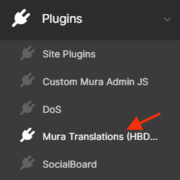 Plugins
Site Plugins
Custom Mura Admin JS
DoS
Mura Translations (HBD...
SocialBoard